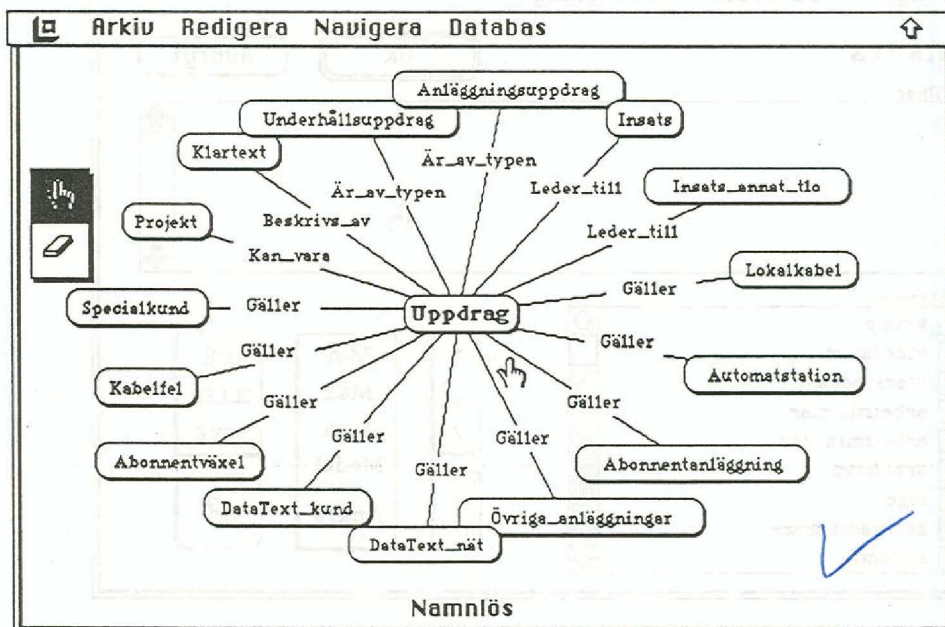 Arkiv Redigera Navigera Databas
Anläggningsuppdrag
Underhållsuppdrag
Insats
Klartext
Är_av_typen
Insats_annat_tlo
Är_av_typen
Leder_till
Projekt
Beskrivs_av
Leder_till
Kan_vara
Lokalkabel
Specialkund
Gäller
Uppdrag
Gäller
Gäller
Gäller
Kabelfel
Automatstation
Gäller
Gäller
Abonnentväxel
Gäller
Gäller
Abonnentanläggning
Gäller
DataText_kund
Övriga_anläggningar
DataText_nät
Namnlös